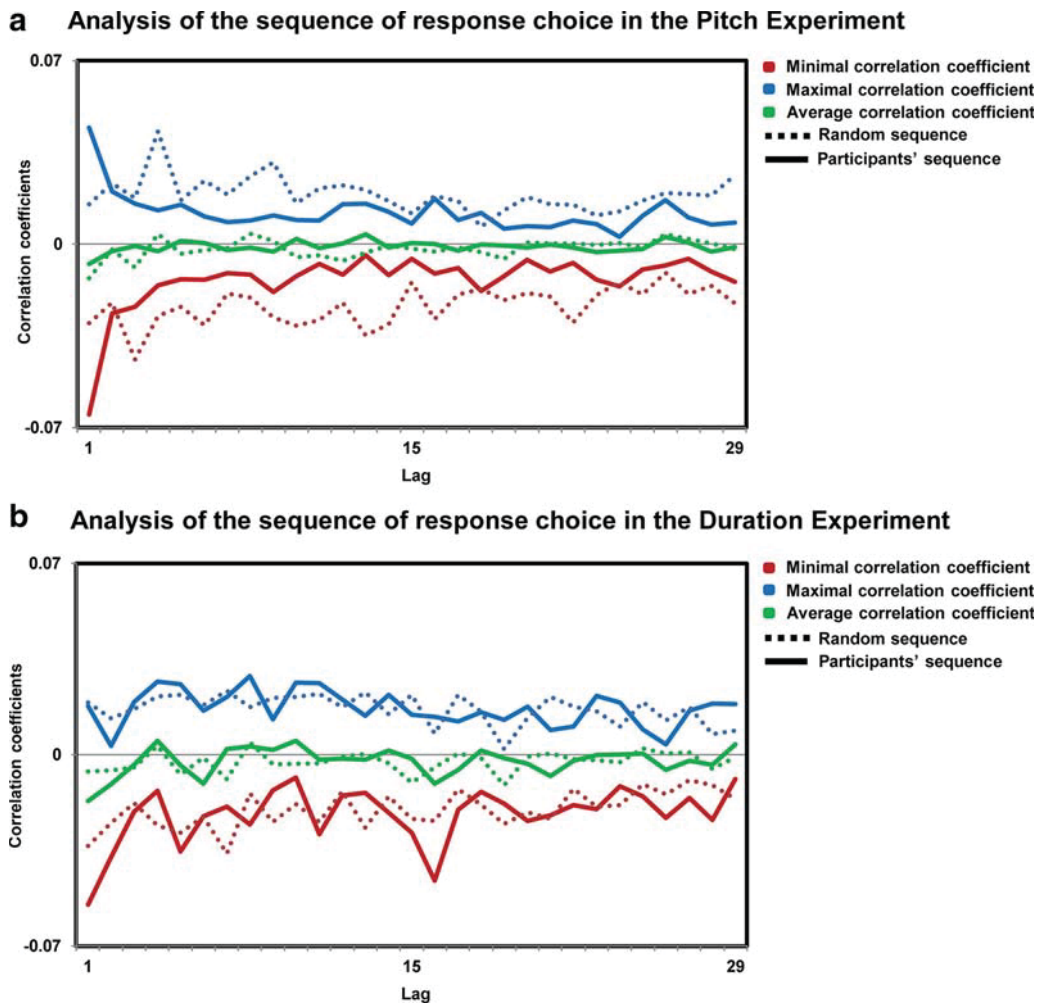 a Analysis of the sequence of response choice in the Pitch Experiment
0.07
Minimal correlation coefficient
Maximal correlation coefficient
Average correlation coefficient
Random sequence
Participants' sequence
Correlation coefficients
0
-0.07
1 15 29
Lag
b Analysis of the sequence of response choice in the Duration Experiment
0.07
Minimal correlation coefficient
Maximal correlation coefficient
Average correlation coefficient
Random sequence
Participants' sequence
Correlation coefficients
0
-0.07
1 15 29
Lag